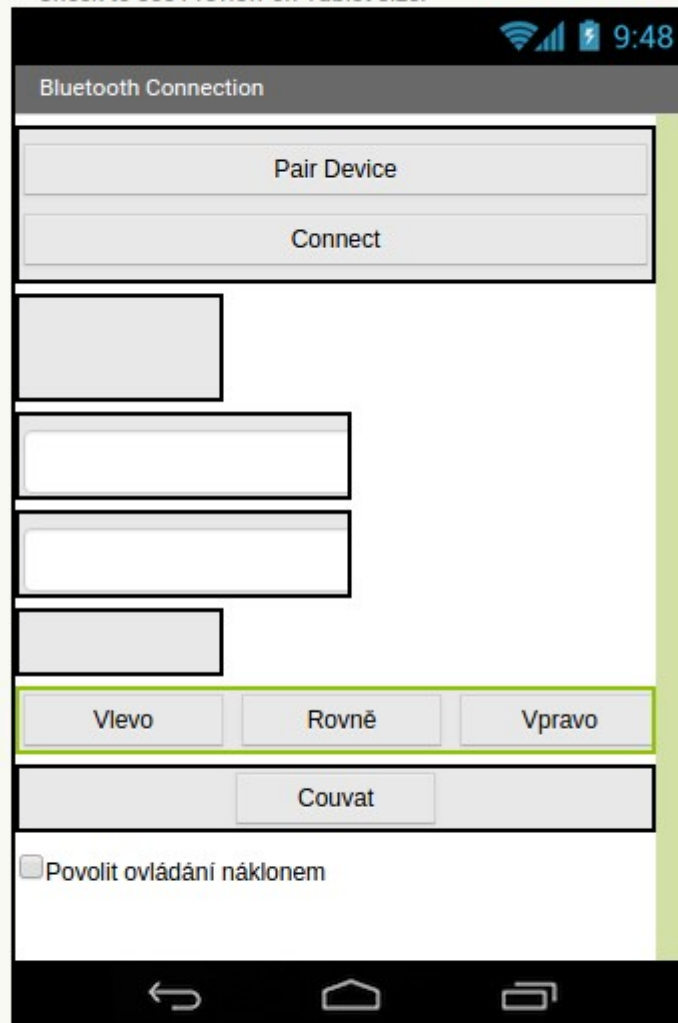 9:48
Bluetooth Connection
Pair Device
Connect
Vlevo Rovně Vpravo
Couvat
Povolit ovládání náklonem